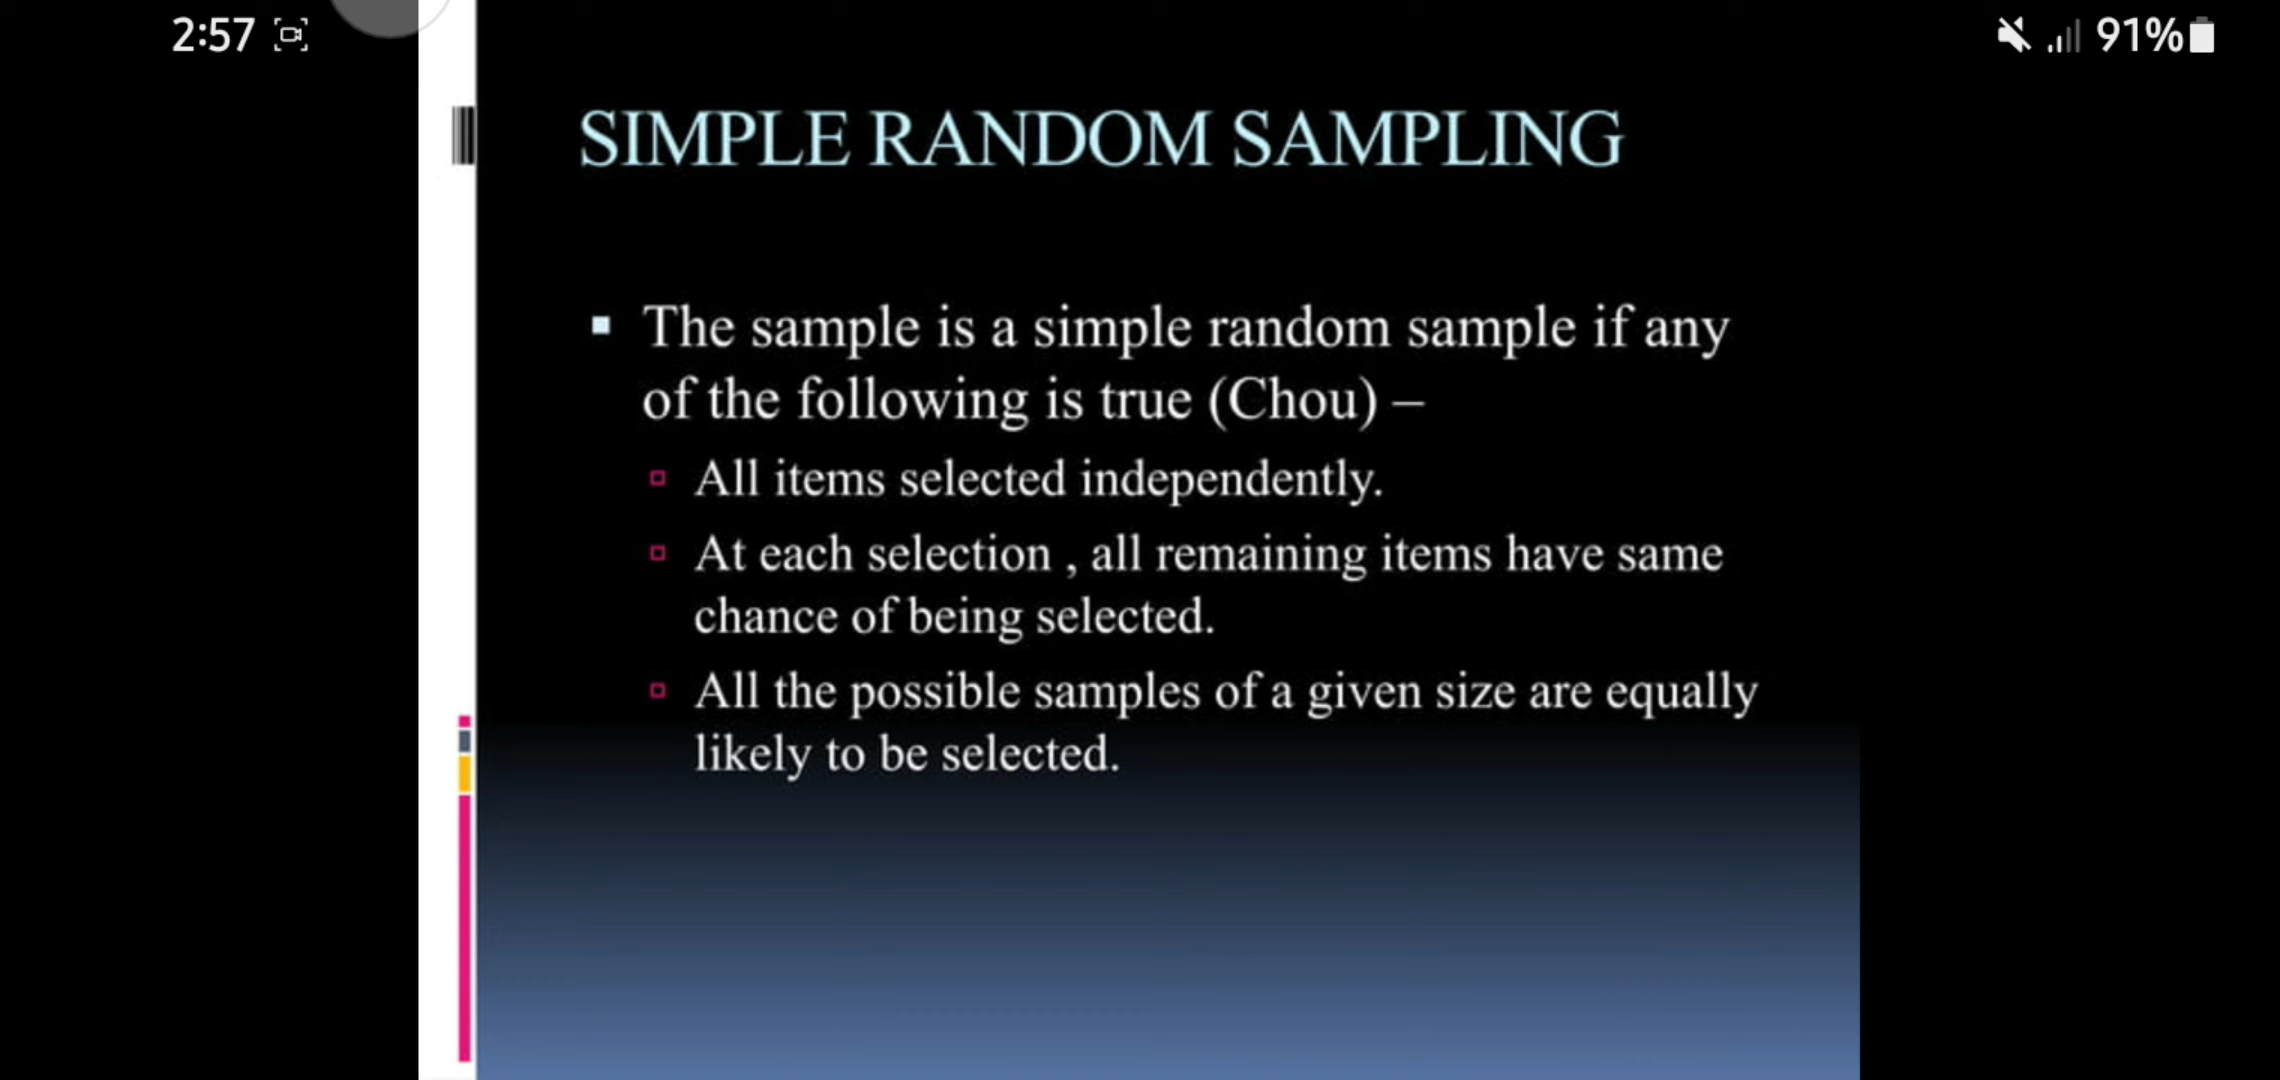 2:57
91%
SIMPLE RANDOM SAMPLING
The sample is a simple random sample if any
of the following is true (Chou) –
All items selected independently.
At each selection , all remaining items have same
chance of being selected.
All the possible samples of a given size are equally
likely to be selected.